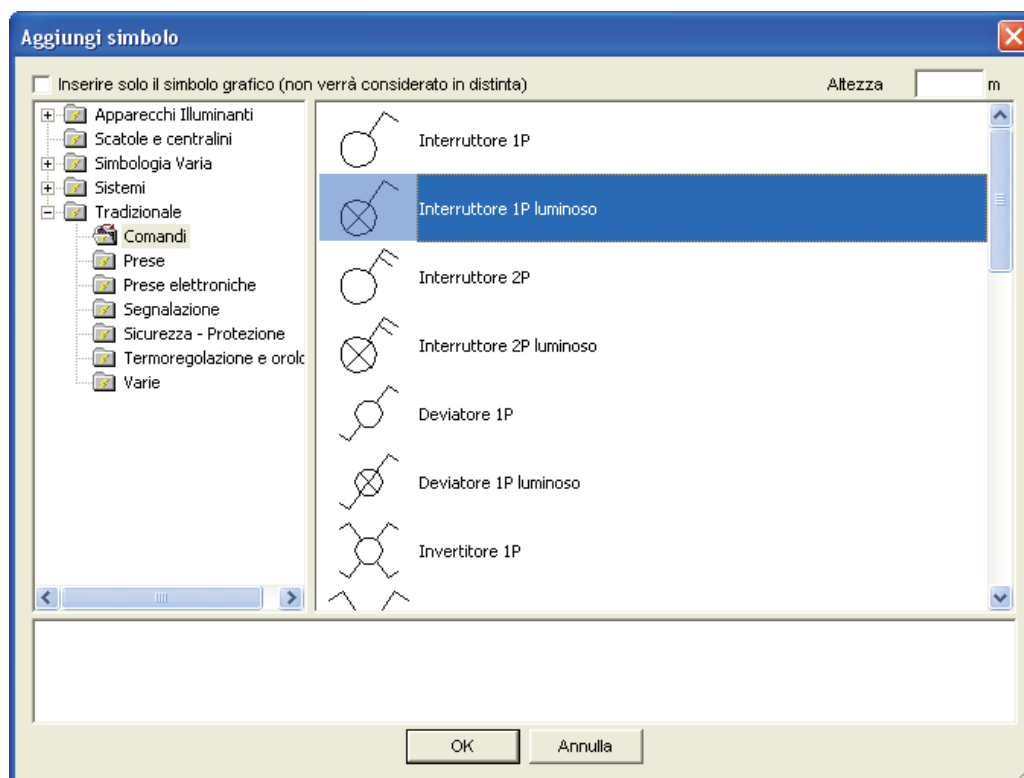 Aggiungi simbolo
Inserire solo il simbolo grafico (non verrà considerato in distinta)
Altezza
m
Apparecchi Illuminanti
Scatole e centralini
Simbologia Varia
Sistemi
Tradizionale
Comandi
Prese
Prese elettroniche
Segnalazione
Sicurezza - Protezione
Termoregolazione e orolo
Varie
Interruttore 1P
Interruttore 1P luminoso
Interruttore 2P
Interruttore 2P luminoso
Deviatore 1P
Deviatore 1P luminoso
Invertitore 1P
OK
Annulla